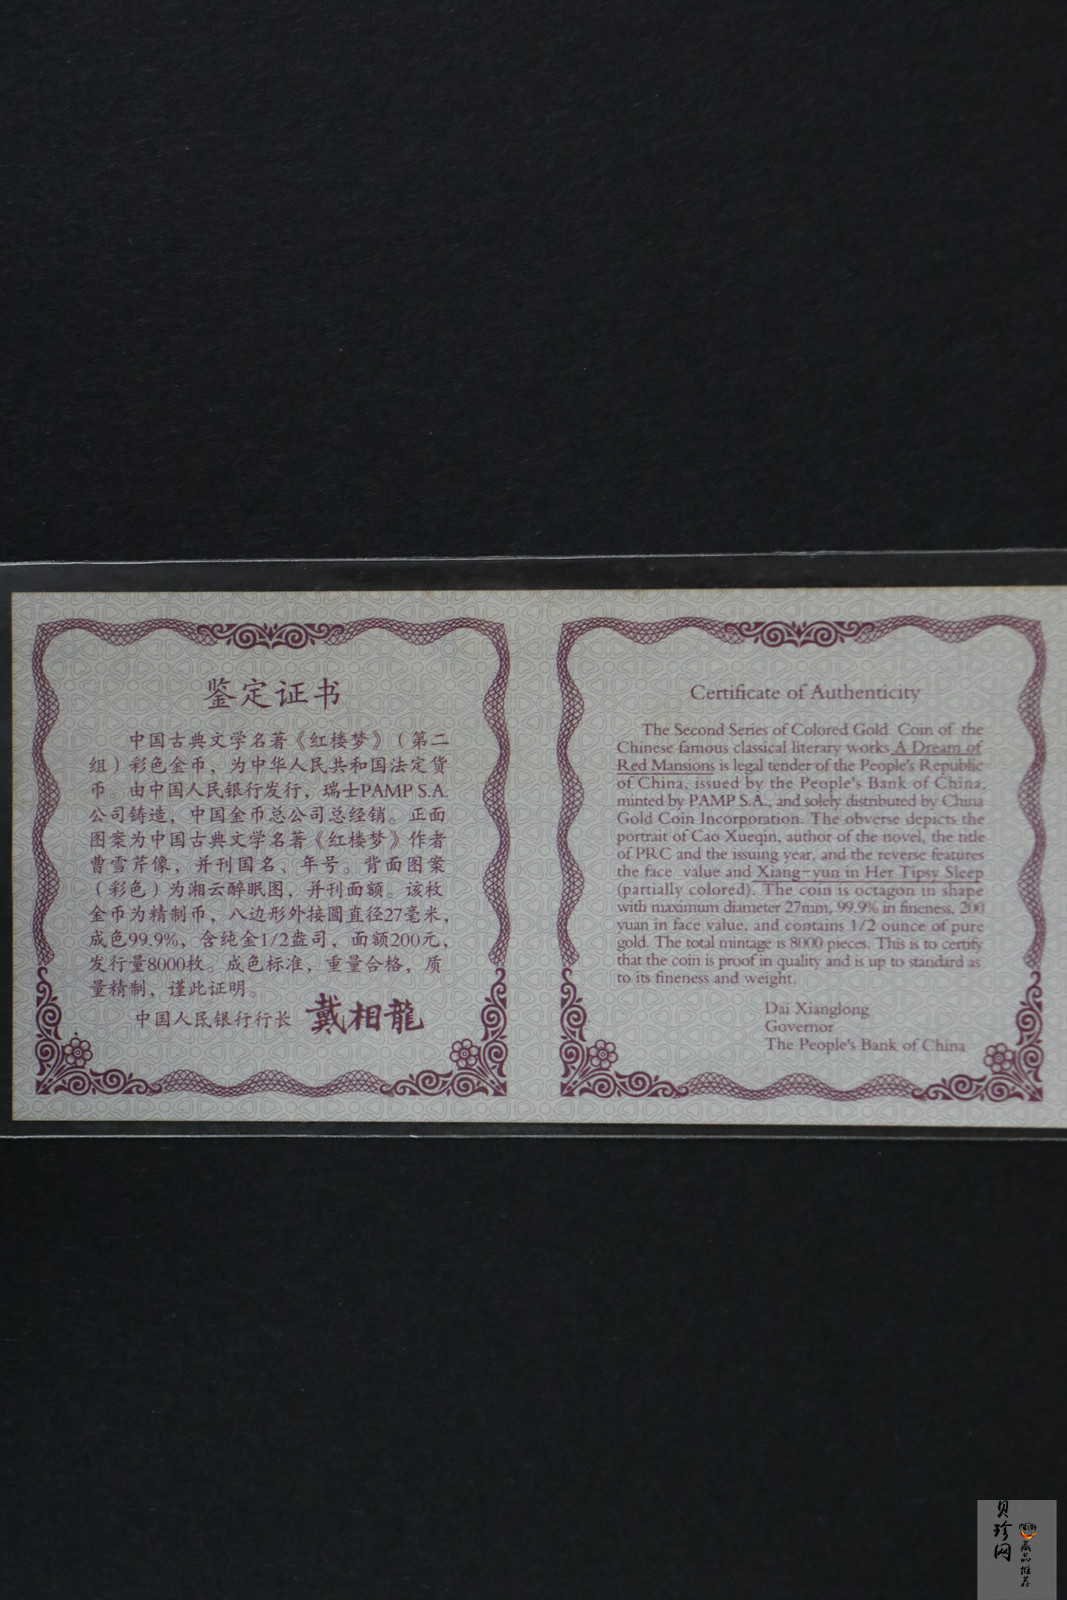 鉴定证书
中国古典文学名著《红楼梦》（第二
组）彩色金币，为中华人民共和国法定货
币。由中国人民银行发行，瑞士PAMP S.A.
公司铸造，中国金币总公司总经销。正面
图案为中国古典文学名著《红楼梦》作者
曹雪芹像，并刊国名、年号。背面图案
（彩色）为湘云醉眠图，并刊面额。该枚
金币为精制币，八边形外接圆直径27毫米，
成色99.9%，含纯金1/2盎司，面额200元，
发行量8000枚。成色标准，重量合格，质
量精制，谨此证明。
中国人民银行行长 戴相龍
Certificate of Authenticity
The Second Series of Colored Gold Coin of the
Chinese famous classical literary works A Dream of
Red Mansions is legal tender of the People's Republic
of China, issued by the People's Bank of China,
minted by PAMP S.A., and solely distributed by China
Gold Coin Incorporation. The obverse depicts the
portrait of Cao Xueqin, author of the novel, the title
of PRC and the issuing year, and the reverse features
the face value and Xiang-yun in Her Tipsy Sleep
(partially colored). The coin is octagon in shape
with maximum diameter 27mm, 99.9% in fineness, 200
yuan in face value, and contains 1/2 ounce of pure
gold. The total mintage is 8000 pieces. This is to certify
that the coin is proof in quality and is up to standard as
to its fineness and weight.
Dai Xianglong
Governor
The People's Bank of China
贝珍网
藏品推荐